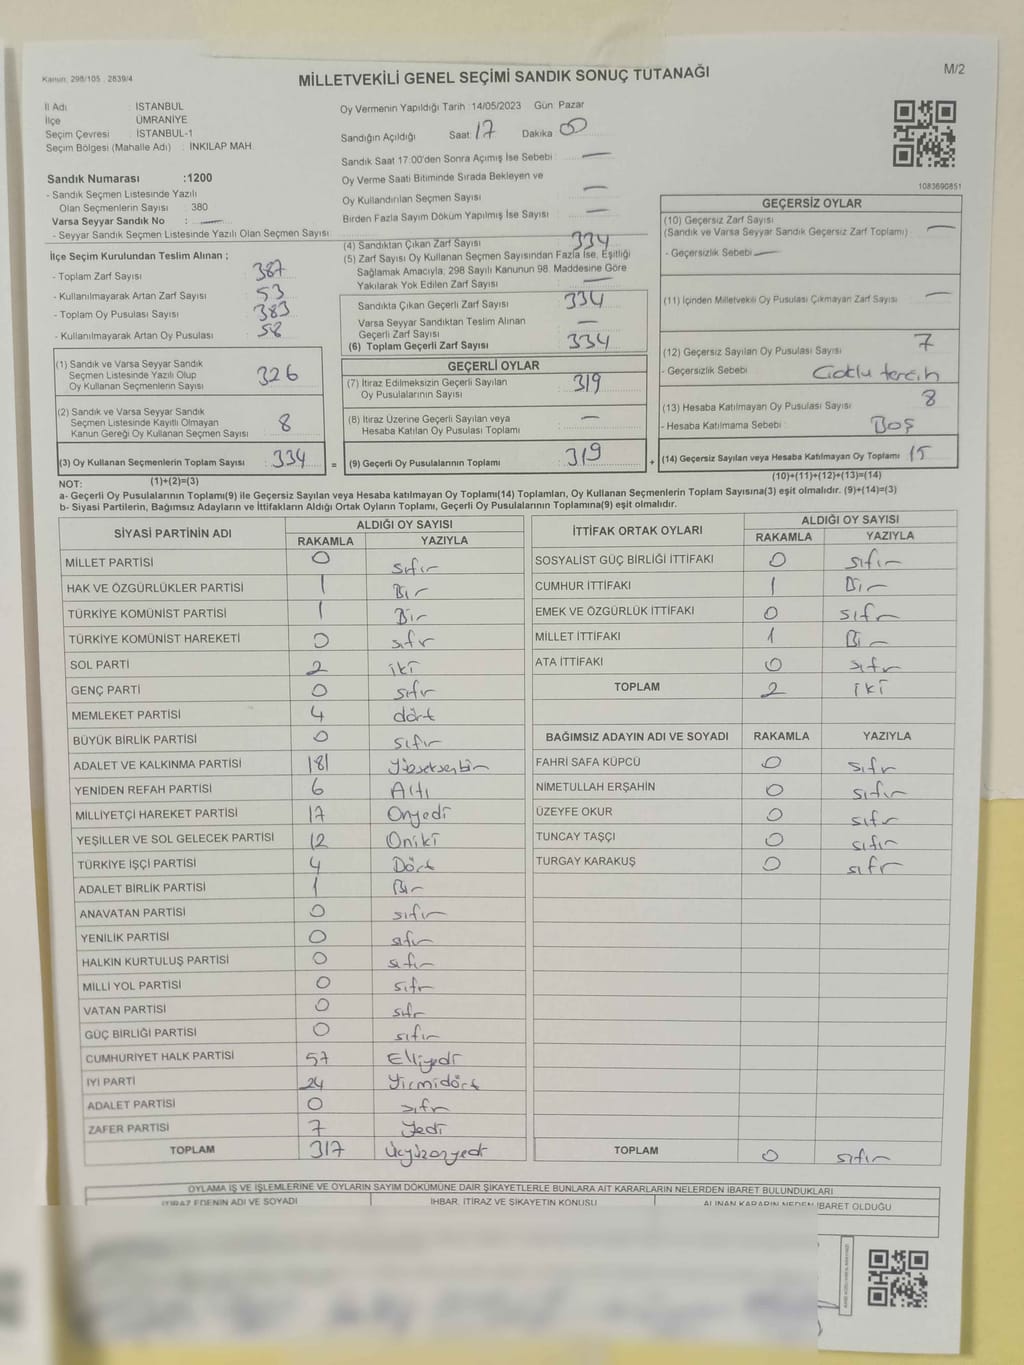 Kanun: 298/105 . 2839/4
MİLLETVEKİLİ GENEL SEÇİMİ SANDIK SONUÇ TUTANAĞI
M/2
İl Adı : İSTANBUL
İlçe : ÜMRANİYE
Seçim Çevresi : İSTANBUL-1
Seçim Bölgesi (Mahalle Adı) : İNKILAP MAH.
Sandık Numarası :1200
- Sandık Seçmen Listesinde Yazılı
Olan Seçmenlerin Sayısı : 380
Varsa Seyyar Sandık No : —
- Seyyar Sandık Seçmen Listesinde Yazılı Olan Seçmen Sayısı :
Oy Vermenin Yapıldığı Tarih :14/05/2023 Gün: Pazar
Sandığın Açıldığı Saat: 17 Dakika: 00
Sandık Saat 17:00'den Sonra Açımış İse Sebebi : —
Oy Verme Saati Bitiminde Sırada Bekleyen ve
Oy Kullandırılan Seçmen Sayısı —
Birden Fazla Sayım Döküm Yapılmış İse Sayısı —
1083690851
İlçe Seçim Kurulundan Teslim Alınan ;
- Toplam Zarf Sayısı : 387
- Kullanılmayarak Artan Zarf Sayısı : 53
- Toplam Oy Pusulası Sayısı : 383
- Kullanılmayarak Artan Oy Pusulası : 58
(1) Sandık ve Varsa Seyyar Sandık
Seçmen Listesinde Yazılı Olup
Oy Kullanan Seçmenlerin Sayısı 326
(2) Sandık ve Varsa Seyyar Sandık
Seçmen Listesinde Kayıtlı Olmayan
Kanun Gereği Oy Kullanan Seçmen Sayısı 8
(3) Oy Kullanan Seçmenlerin Toplam Sayısı 334
(4) Sandıktan Çıkan Zarf Sayısı 334
(5) Zarf Sayısı Oy Kullanan Seçmen Sayısından Fazla İse, Eşitliği
Sağlamak Amacıyla, 298 Sayılı Kanunun 98. Maddesine Göre
Yakılarak Yok Edilen Zarf Sayısı —
Sandıkta Çıkan Geçerli Zarf Sayısı 334
Varsa Seyyar Sandıktan Teslim Alınan
Geçerli Zarf Sayısı —
(6) Toplam Geçerli Zarf Sayısı 334
GEÇERLİ OYLAR
(7) İtiraz Edilmeksizin Geçerli Sayılan
Oy Pusulalarının Sayısı 319
(8) İtiraz Üzerine Geçerli Sayılan veya
Hesaba Katılan Oy Pusulası Toplamı —
= (9) Geçerli Oy Pusulalarının Toplamı 319
GEÇERSİZ OYLAR
(10) Geçersiz Zarf Sayısı
(Sandık ve Varsa Seyyar Sandık Geçersiz Zarf Toplamı) —
- Geçersizlik Sebebi —
(11) İçinden Milletvekili Oy Pusulası Çıkmayan Zarf Sayısı —
(12) Geçersiz Sayılan Oy Pusulası Sayısı 7
- Geçersizlik Sebebi Çoklu tercih
(13) Hesaba Katılmayan Oy Pusulası Sayısı 8
- Hesaba Katılmama Sebebi Boş
+ (14) Geçersiz Sayılan veya Hesaba Katılmayan Oy Toplamı 15
NOT: (1)+(2)=(3) (10)+(11)+(12)+(13)=(14)
a- Geçerli Oy Pusulalarının Toplamı(9) ile Geçersiz Sayılan veya Hesaba katılmayan Oy Toplamı(14) Toplamları, Oy Kullanan Seçmenlerin Toplam Sayısına(3) eşit olmalıdır. (9)+(14)=(3)
b- Siyasi Partilerin, Bağımsız Adayların ve İttifakların Aldığı Ortak Oyların Toplamı, Geçerli Oy Pusulalarının Toplamına(9) eşit olmalıdır.
SİYASİ PARTİNİN ADI ALDIĞI OY SAYISI
RAKAMLA YAZIYLA
MİLLET PARTİSİ 0 sıfır
HAK VE ÖZGÜRLÜKLER PARTİSİ 1 Bir
TÜRKİYE KOMÜNİST PARTİSİ 1 Bir
TÜRKİYE KOMÜNİST HAREKETİ 0 sıfır
SOL PARTİ 2 iki
GENÇ PARTİ 0 sıfır
MEMLEKET PARTİSİ 4 dört
BÜYÜK BİRLİK PARTİSİ 0 sıfır
ADALET VE KALKINMA PARTİSİ 181 Yüzseksenbir
YENİDEN REFAH PARTİSİ 6 Altı
MİLLİYETÇİ HAREKET PARTİSİ 17 Onyedi
YEŞİLLER VE SOL GELECEK PARTİSİ 12 Oniki
TÜRKİYE İŞÇİ PARTİSİ 4 Dört
ADALET BİRLİK PARTİSİ 1 Bir
ANAVATAN PARTİSİ 0 sıfır
YENİLİK PARTİSİ 0 sıfır
HALKIN KURTULUŞ PARTİSİ 0 sıfır
MİLLİ YOL PARTİSİ 0 sıfır
VATAN PARTİSİ 0 sıfır
GÜÇ BİRLİĞİ PARTİSİ 0 sıfır
CUMHURİYET HALK PARTİSİ 57 Elliyedi
İYİ PARTİ 24 Yirmidört
ADALET PARTİSİ 0 sıfır
ZAFER PARTİSİ 7 Yedi
TOPLAM 317 Üçyüzonyedi
İTTİFAK ORTAK OYLARI ALDIĞI OY SAYISI
RAKAMLA YAZIYLA
SOSYALİST GÜÇ BİRLİĞİ İTTİFAKI 0 sıfır
CUMHUR İTTİFAKI 1 Bir
EMEK VE ÖZGÜRLÜK İTTİFAKI 0 sıfır
MİLLET İTTİFAKI 1 Bir
ATA İTTİFAKI 0 sıfır
TOPLAM 2 iki
BAĞIMSIZ ADAYIN ADI VE SOYADI RAKAMLA YAZIYLA
FAHRİ SAFA KÜPCÜ 0 sıfır
NİMETULLAH ERŞAHİN 0 sıfır
ÜZEYFE OKUR 0 sıfır
TUNCAY TAŞÇI 0 sıfır
TURGAY KARAKUŞ 0 sıfır
TOPLAM 0 sıfır
OYLAMA İŞ VE İŞLEMLERİNE VE OYLARIN SAYIM DÖKÜMÜNE DAİR ŞİKAYETLERLE BUNLARA AİT KARARLARIN NELERDEN İBARET BULUNDUKLARI
İTİRAZ EDENİN ADI VE SOYADI İHBAR, İTİRAZ VE ŞİKAYETİN KONUSU ALINAN KARARIN NEDEN İBARET OLDUĞU